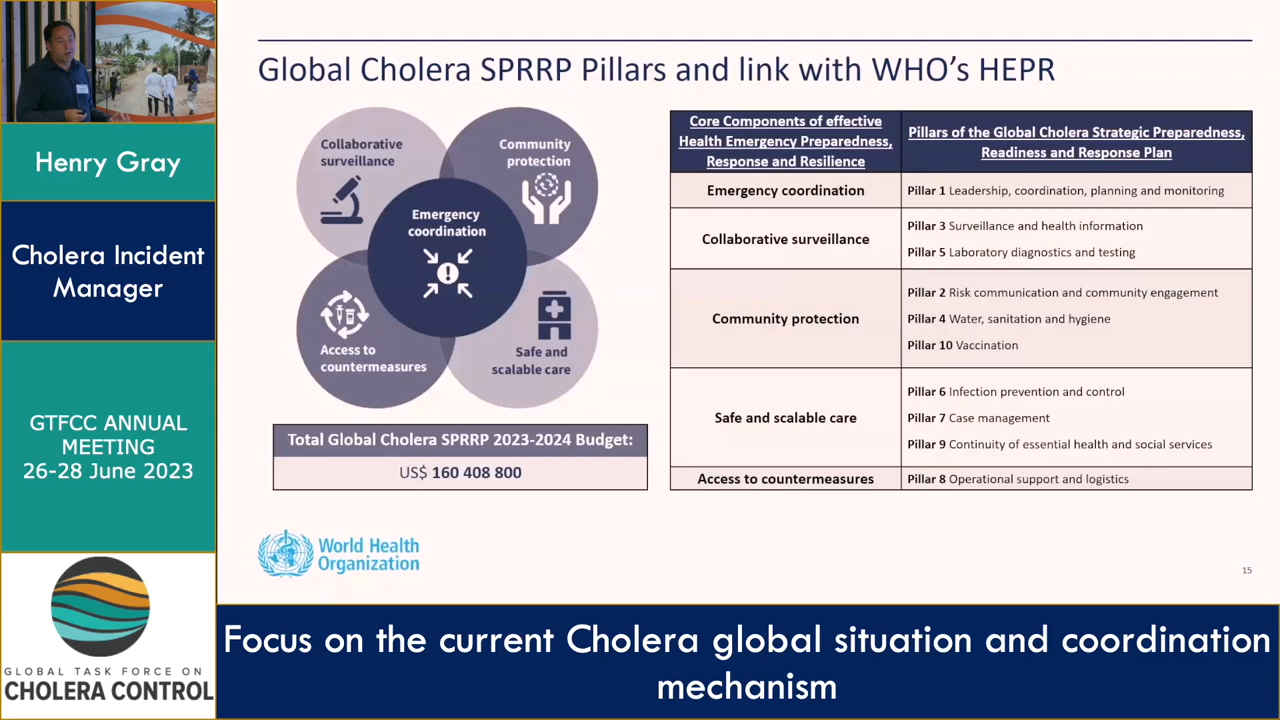 Henry Gray
Cholera Incident
Manager
GTFCC ANNUAL
MEETING
26-28 June 2023
GLOBAL TASK FORCE ON
CHOLERA CONTROL
Global Cholera SPRRP Pillars and link with WHO's HEPR
Collaborative
surveillance
Community
protection
Emergency
coordination
Access to
countermeasures
Safe and
scalable care
Total Global Cholera SPRRP 2023-2024 Budget:
US$ 160 408 800
Core Components of effective
Health Emergency Preparedness,
Response and Resilience
Pillars of the Global Cholera Strategic Preparedness,
Readiness and Response Plan
Emergency coordination
Pillar 1 Leadership, coordination, planning and monitoring
Collaborative surveillance
Pillar 3 Surveillance and health information
Pillar 5 Laboratory diagnostics and testing
Community protection
Pillar 2 Risk communication and community engagement
Pillar 4 Water, sanitation and hygiene
Pillar 10 Vaccination
Safe and scalable care
Pillar 6 Infection prevention and control
Pillar 7 Case management
Pillar 9 Continuity of essential health and social services
Access to countermeasures
Pillar 8 Operational support and logistics
World Health
Organization
15
Focus on the current Cholera global situation and coordination
mechanism